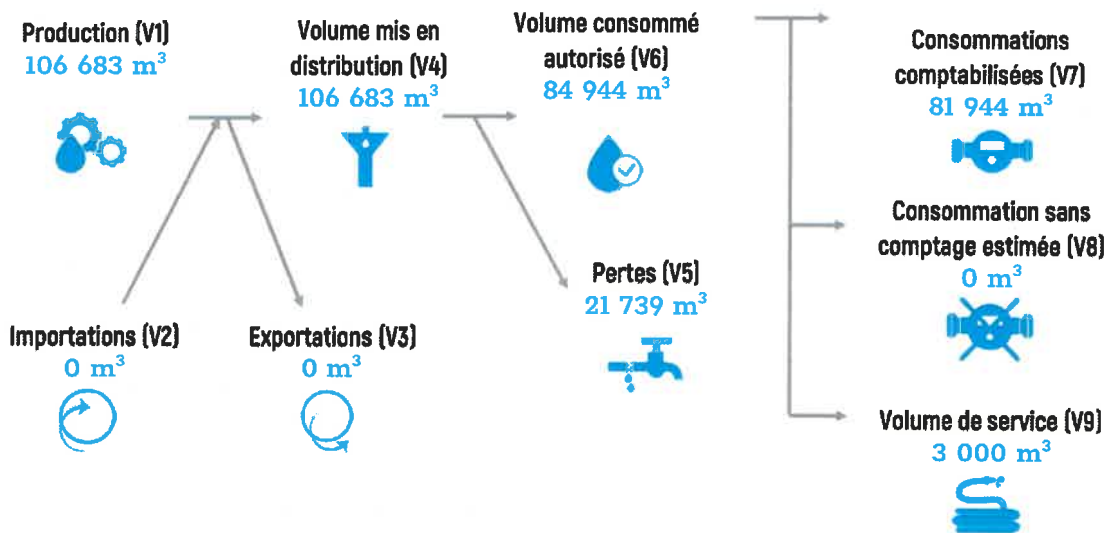 Production (V1)
106 683 m³
Volume mis en
distribution (V4)
106 683 m³
Volume consommé
autorisé (V6)
84 944 m³
Consommations
comptabilisées (V7)
81 944 m³
Consommation sans
comptage estimée (V8)
0 m³
Pertes (V5)
21 739 m³
Importations (V2)
0 m³
Exportations (V3)
0 m³
Volume de service (V9)
3 000 m³